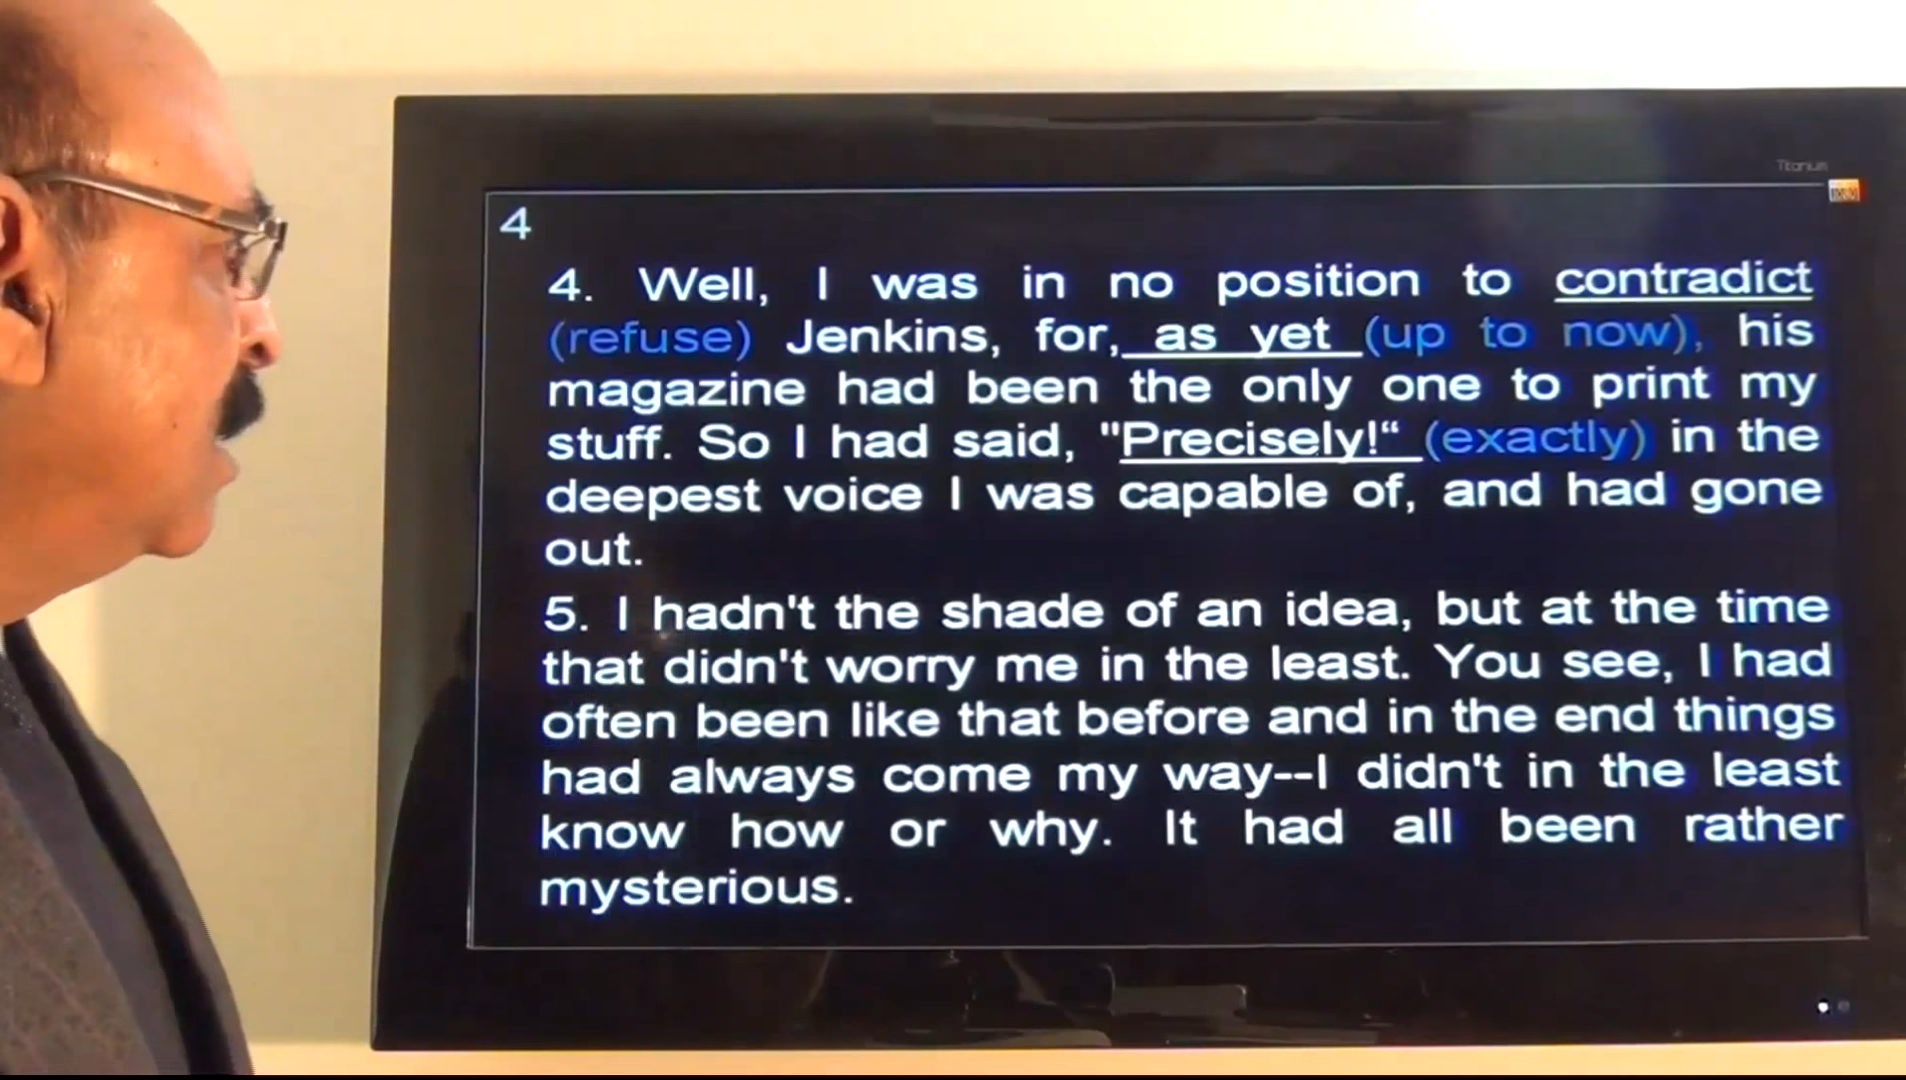 Titanium
4
4. Well, I was in no position to contradict
(refuse) Jenkins, for, as yet (up to now), his
magazine had been the only one to print my
stuff. So I had said, "Precisely!“ (exactly) in the
deepest voice I was capable of, and had gone
out.
5. I hadn't the shade of an idea, but at the time
that didn't worry me in the least. You see, I had
often been like that before and in the end things
had always come my way--I didn't in the least
know how or why. It had all been rather
mysterious.